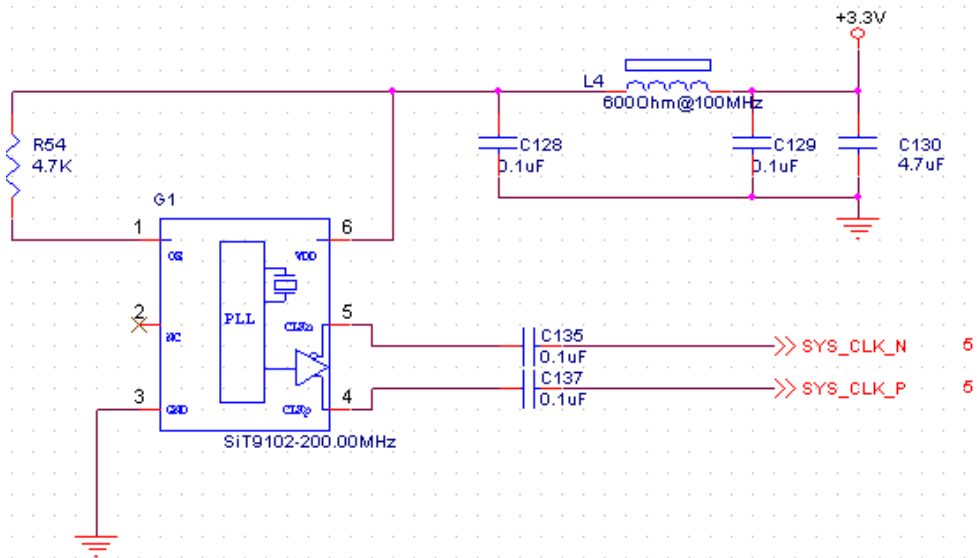 +3.3V
L4
600Ohm@100MHz
R54
4.7K
C128
0.1uF
C129
0.1uF
C130
4.7uF
G1
1
6
OE
VDD
2
NC
PLL
CLKn
5
C135
0.1uF
SYS_CLK_N
5
3
GND
CLKp
4
C137
0.1uF
SYS_CLK_P
5
SiT9102-200.00MHz